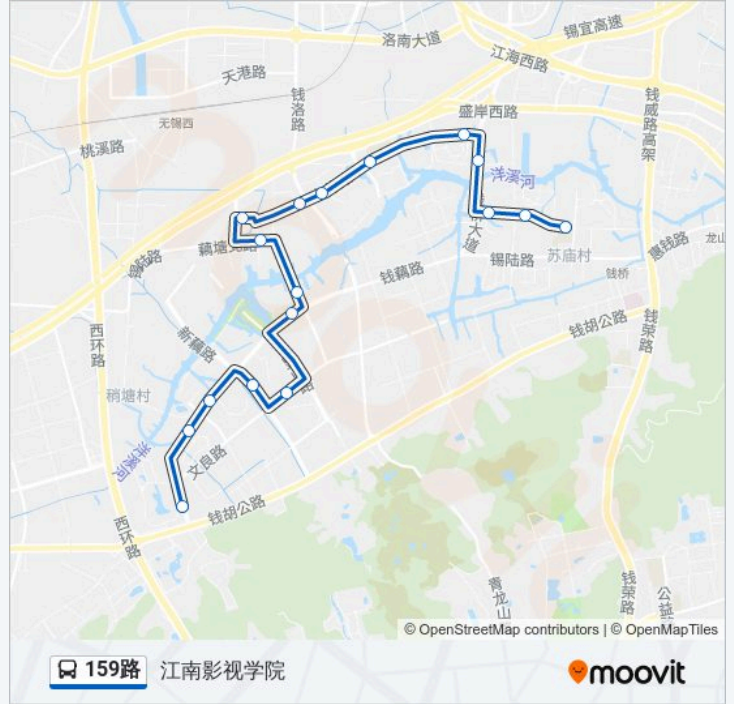 锡宜高速
洛南大道
江海西路
天港路
钱洛路
盛岸西路
钱威路高架
无锡西
桃溪路
洋溪河
大道
惠钱路
龙山
藕塘
锡陆路
锡陆路
苏庙村
钱桥
钱藕路
西环路
新藕路
钱胡公路
钱荣路
稍塘村
路
洋溪河
文良路
钱胡公路
西环路
青龙山
钱荣路
公益
© OpenStreetMap contributors | © OpenMapTiles
159路 江南影视学院
moovit